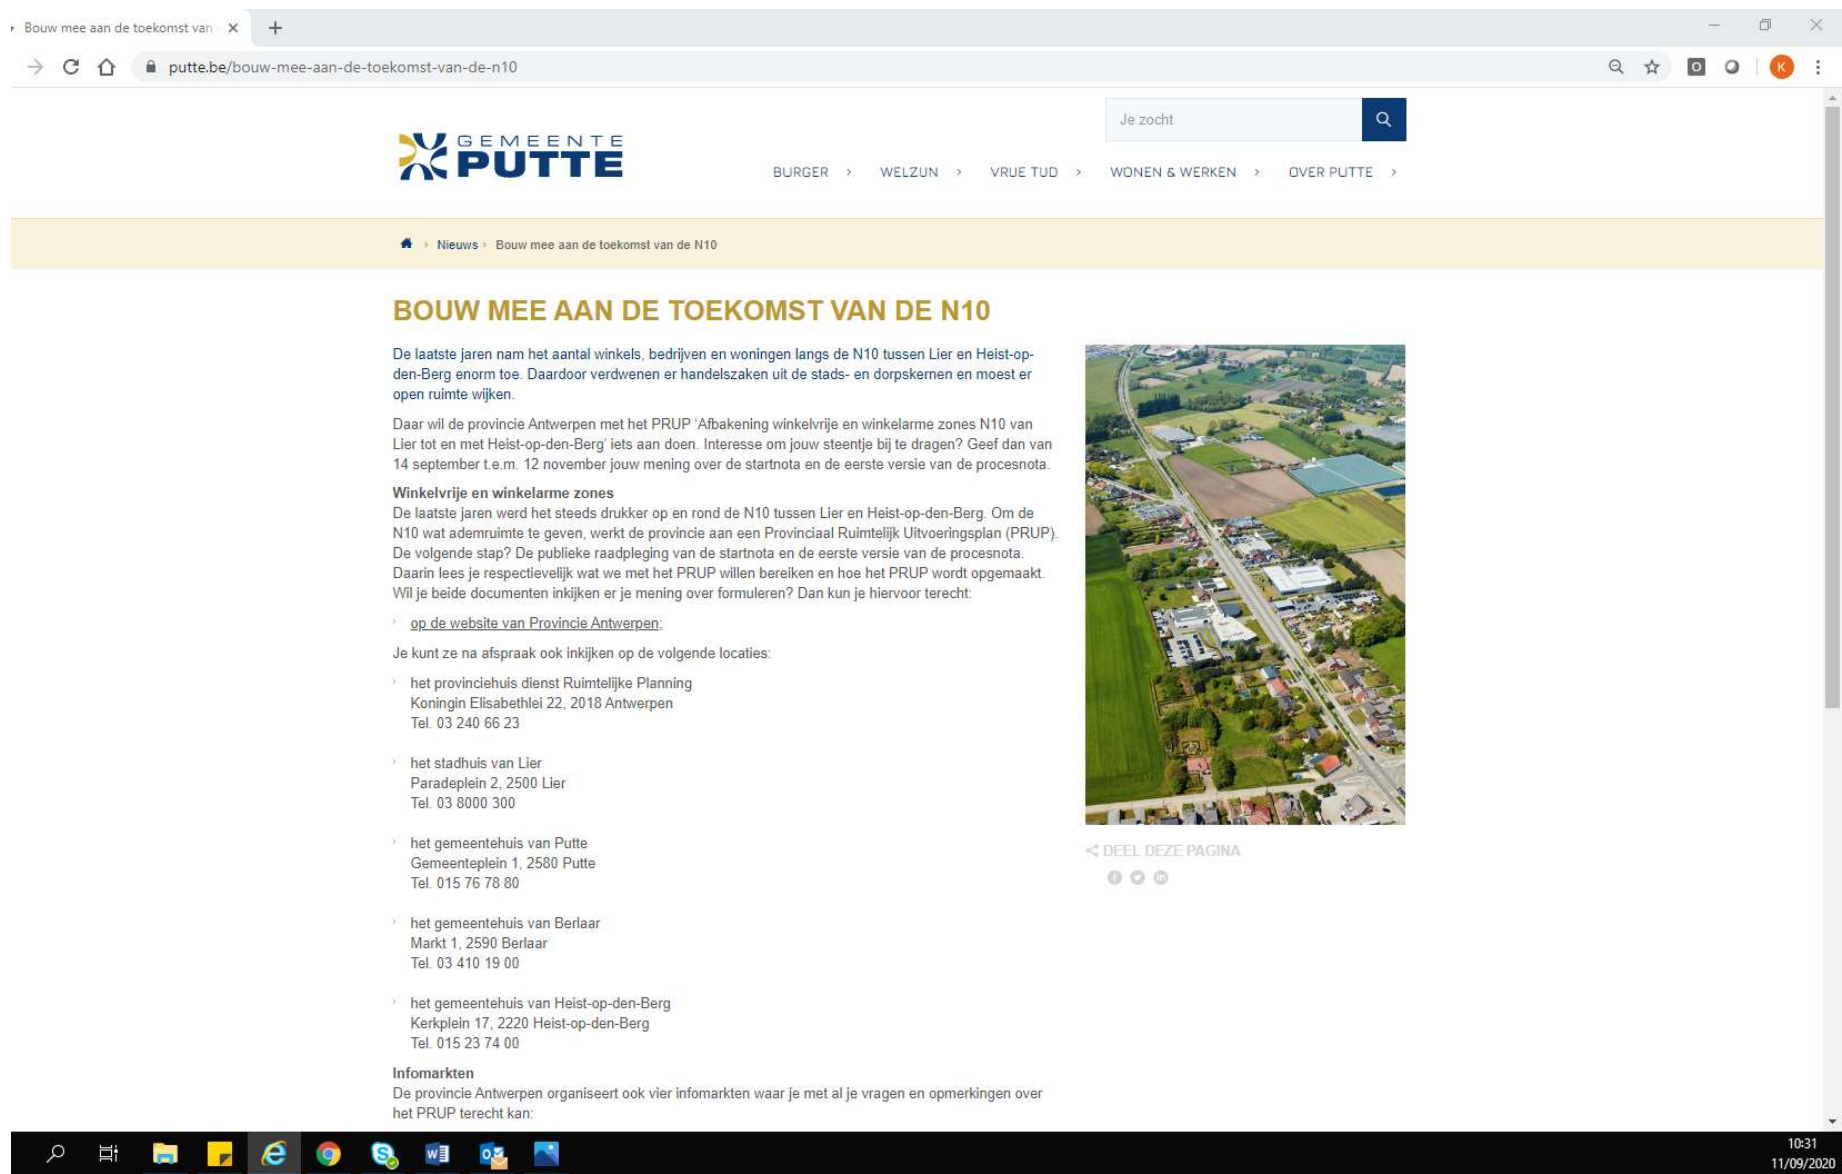 Bouw mee aan de toekomst van
putte.be/bouw-mee-aan-de-toekomst-van-de-n10
K
Je zocht
GEMEENTE
PUTTE
BURGER > WELZIJN > VRIJE TIJD > WONEN & WERKEN > OVER PUTTE >
> Nieuws > Bouw mee aan de toekomst van de N10
BOUW MEE AAN DE TOEKOMST VAN DE N10
De laatste jaren nam het aantal winkels, bedrijven en woningen langs de N10 tussen Lier en Heist-op-
den-Berg enorm toe. Daardoor verdwenen er handelszaken uit de stads- en dorpskernen en moest er
open ruimte wijken.
Daar wil de provincie Antwerpen met het PRUP 'Afbakening winkelvrije en winkelarme zones N10 van
Lier tot en met Heist-op-den-Berg' iets aan doen. Interesse om jouw steentje bij te dragen? Geef dan van
14 september t.e.m. 12 november jouw mening over de startnota en de eerste versie van de procesnota.
Winkelvrije en winkelarme zones
De laatste jaren werd het steeds drukker op en rond de N10 tussen Lier en Heist-op-den-Berg. Om de
N10 wat ademruimte te geven, werkt de provincie aan een Provinciaal Ruimtelijk Uitvoeringsplan (PRUP).
De volgende stap? De publieke raadpleging van de startnota en de eerste versie van de procesnota.
Daarin lees je respectievelijk wat we met het PRUP willen bereiken en hoe het PRUP wordt opgemaakt.
Wil je beide documenten inkijken er je mening over formuleren? Dan kun je hiervoor terecht:
> op de website van Provincie Antwerpen;
Je kunt ze na afspraak ook inkijken op de volgende locaties:
> het provinciehuis dienst Ruimtelijke Planning
Koningin Elisabethlei 22, 2018 Antwerpen
Tel. 03 240 66 23
> het stadhuis van Lier
Paradeplein 2, 2500 Lier
Tel. 03 8000 300
> het gemeentehuis van Putte
Gemeenteplein 1, 2580 Putte
Tel. 015 76 78 80
> het gemeentehuis van Berlaar
Markt 1, 2590 Berlaar
Tel. 03 410 19 00
> het gemeentehuis van Heist-op-den-Berg
Kerkplein 17, 2220 Heist-op-den-Berg
Tel. 015 23 74 00
Infomarkten
De provincie Antwerpen organiseert ook vier infomarkten waar je met al je vragen en opmerkingen over
het PRUP terecht kan:
DEEL DEZE PAGINA
10:31
11/09/2020